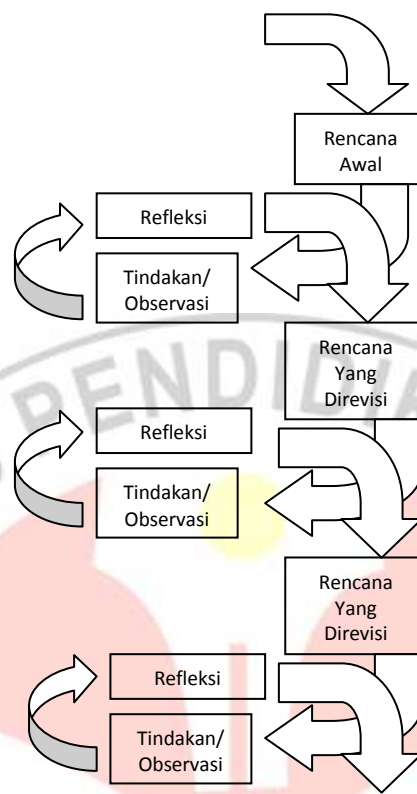 Rencana
Awal
Refleksi
Tindakan/
Observasi
Rencana
Yang
Direvisi
Refleksi
Tindakan/
Observasi
Rencana
Yang
Direvisi
Refleksi
Tindakan/
Observasi